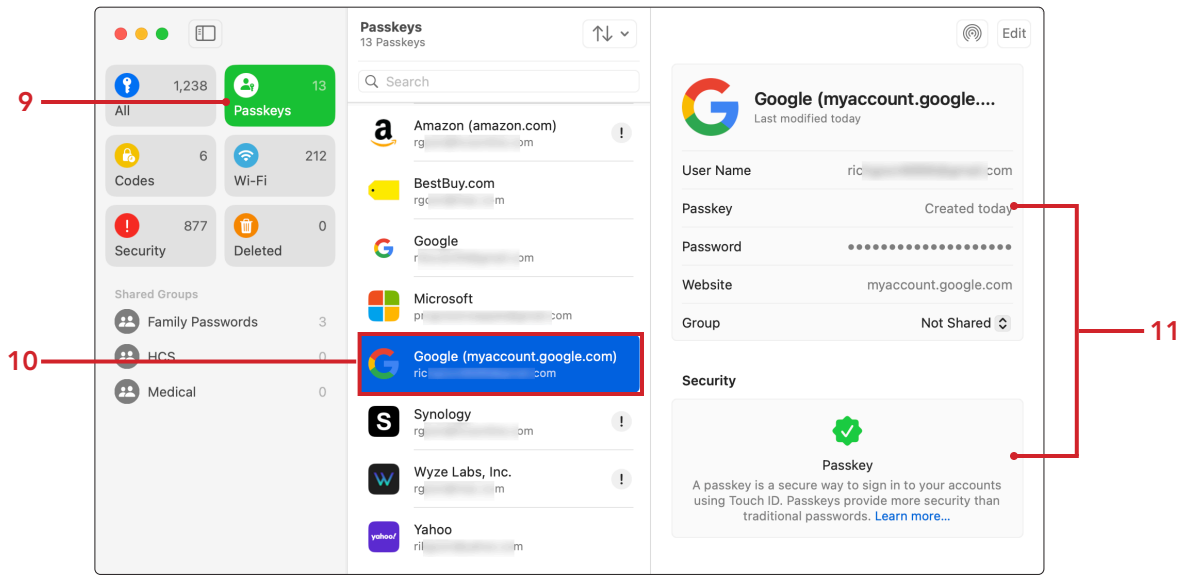 9
10
11
1,238
All
13
Passkeys
6
Codes
212
Wi-Fi
877
Security
0
Deleted
Shared Groups
Family Passwords 3
HCS 0
Medical 0
Passkeys
13 Passkeys
Search
a
Amazon (amazon.com)
BestBuy.com
Google
Microsoft
Google (myaccount.google.com)
S
Synology
W
Wyze Labs, Inc.
yahoo!
Yahoo
Edit
Google (myaccount.google....
Last modified today
User Name
Passkey Created today
Password ••••••••••••••••••••
Website myaccount.google.com
Group Not Shared
Security
Passkey
A passkey is a secure way to sign in to your accounts
using Touch ID. Passkeys provide more security than
traditional passwords. Learn more...